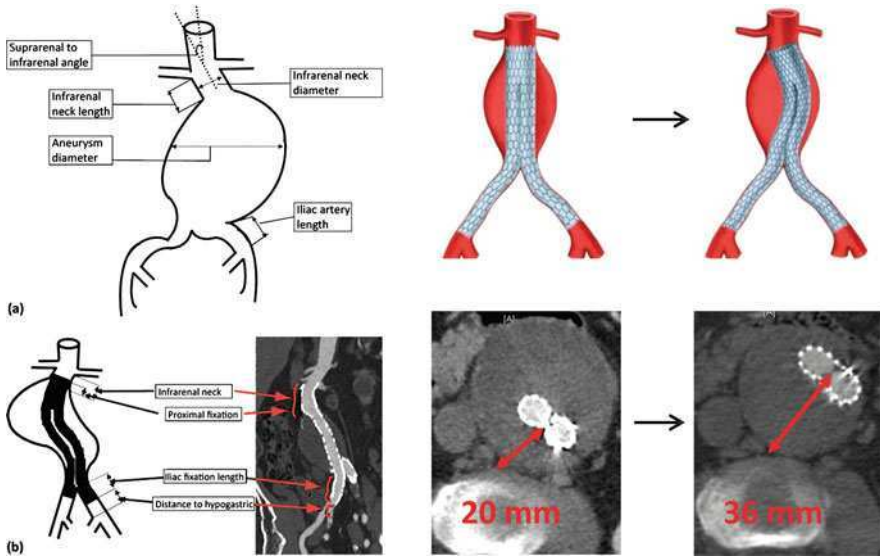 Suprarenal to
infrarenal angle
Infrarenal neck
diameter
Infrarenal
neck length
Aneurysm
diameter
Iliac artery
length
(a)
[A]
Infrarenal neck
Proximal fixation
Iliac fixation length
Distance to hypogastric
(b)
20 mm
36 mm